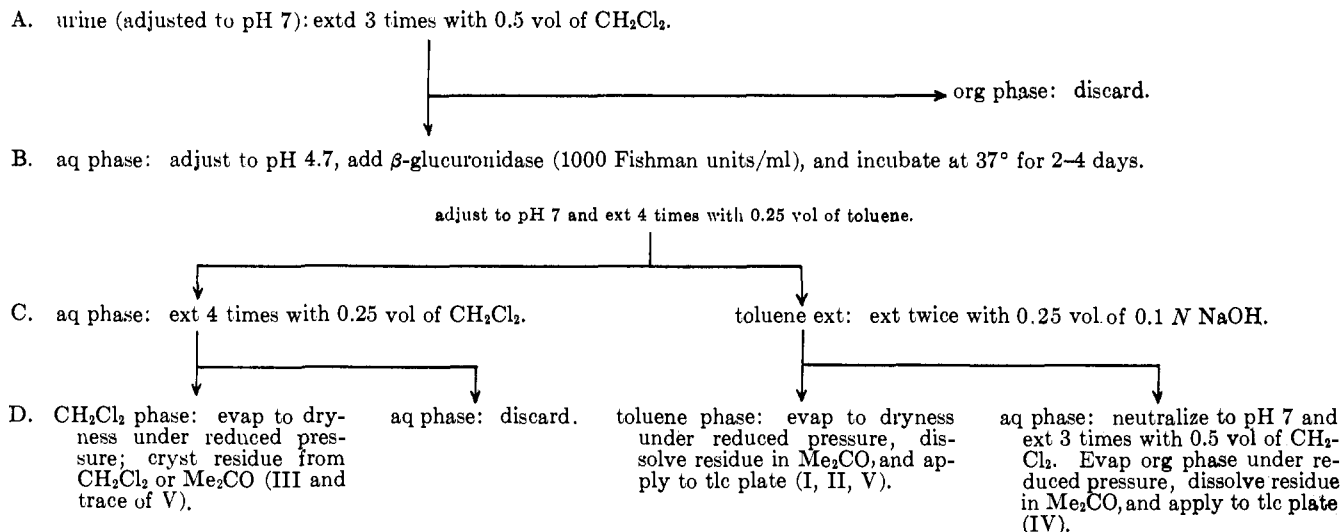 A. urine (adjusted to pH 7): extd 3 times with 0.5 vol of CH₂Cl₂.
org phase: discard.
B. aq phase: adjust to pH 4.7, add β-glucuronidase (1000 Fishman units/ml), and incubate at 37° for 2–4 days.
adjust to pH 7 and ext 4 times with 0.25 vol of toluene.
C. aq phase: ext 4 times with 0.25 vol of CH₂Cl₂.
toluene ext: ext twice with 0.25 vol. of 0.1 N NaOH.
D. CH₂Cl₂ phase: evap to dry-
ness under reduced pres-
sure; cryst residue from
CH₂Cl₂ or Me₂CO (III and
trace of V).
aq phase: discard.
toluene phase: evap to dryness
under reduced pressure, dis-
solve residue in Me₂CO, and ap-
ply to tlc plate (I, II, V).
aq phase: neutralize to pH 7 and
ext 3 times with 0.5 vol of CH₂-
Cl₂. Evap org phase under re-
duced pressure, dissolve residue
in Me₂CO, and apply to tlc plate
(IV).